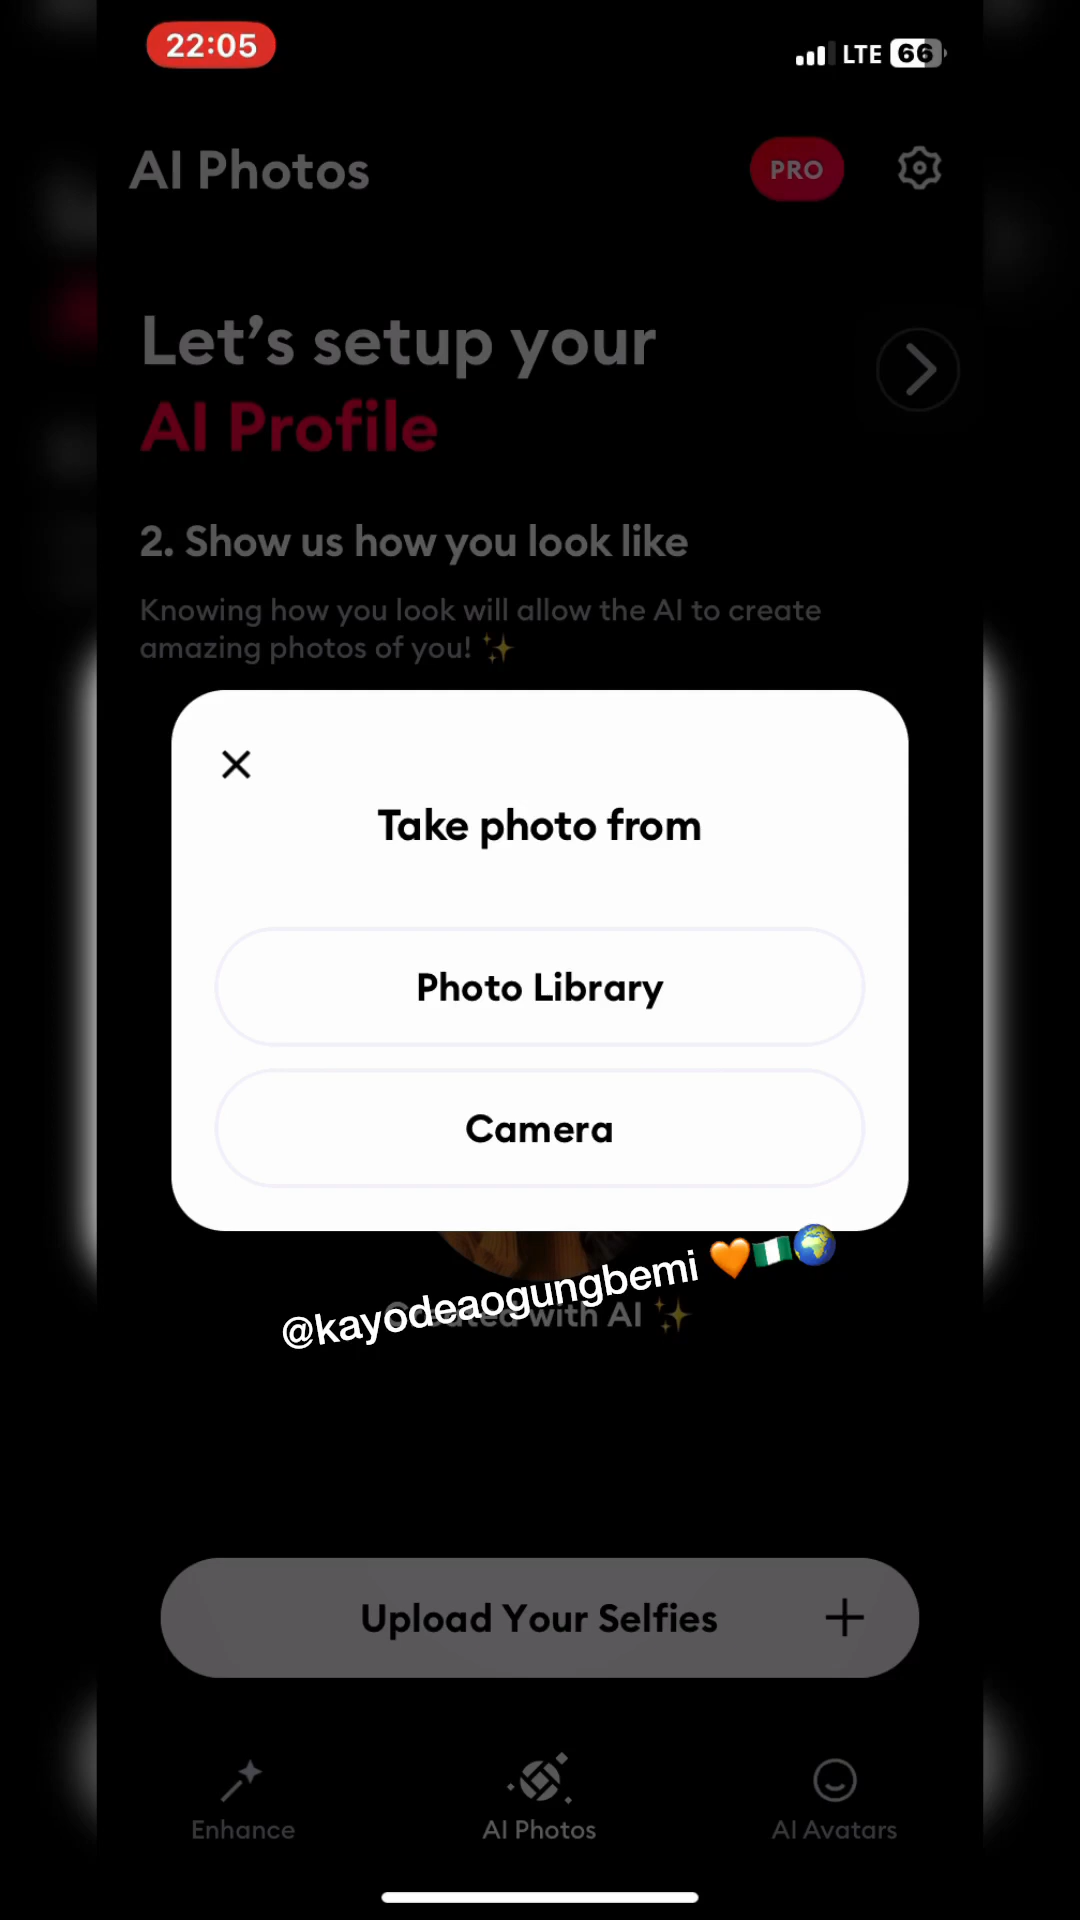 22:05
LTE 66
AI Photos
PRO
Let’s setup your
AI Profile
2. Show us how you look like
Knowing how you look will allow the AI to create
amazing photos of you! ✨
Take photo from
Photo Library
Camera
@kayodeaogungbemi 🧡🇳🇬🌍
Created with AI ✨
Upload Your Selfies
Enhance
AI Photos
AI Avatars